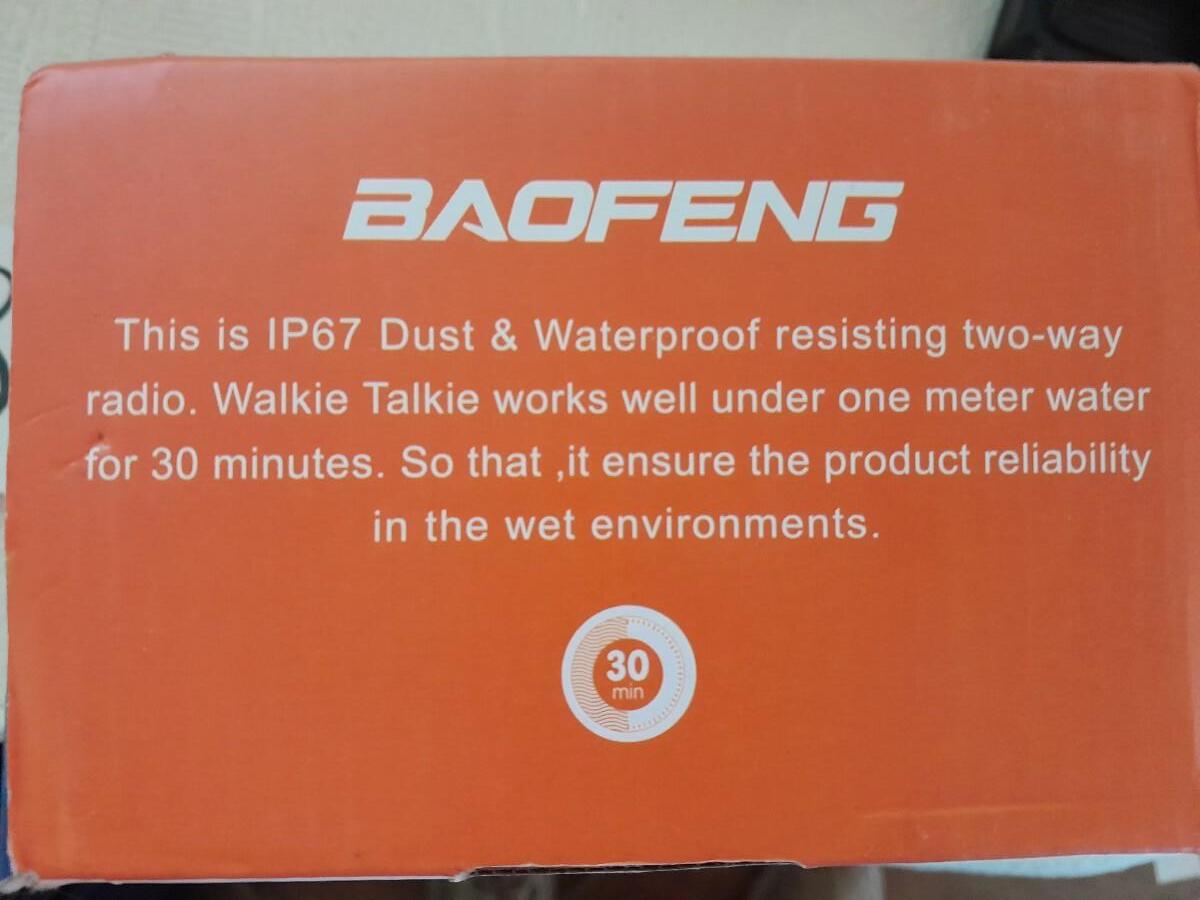 BAOFENG
This is IP67 Dust & Waterproof resisting two-way
radio. Walkie Talkie works well under one meter water
for 30 minutes. So that ,it ensure the product reliability
in the wet environments.
30
min